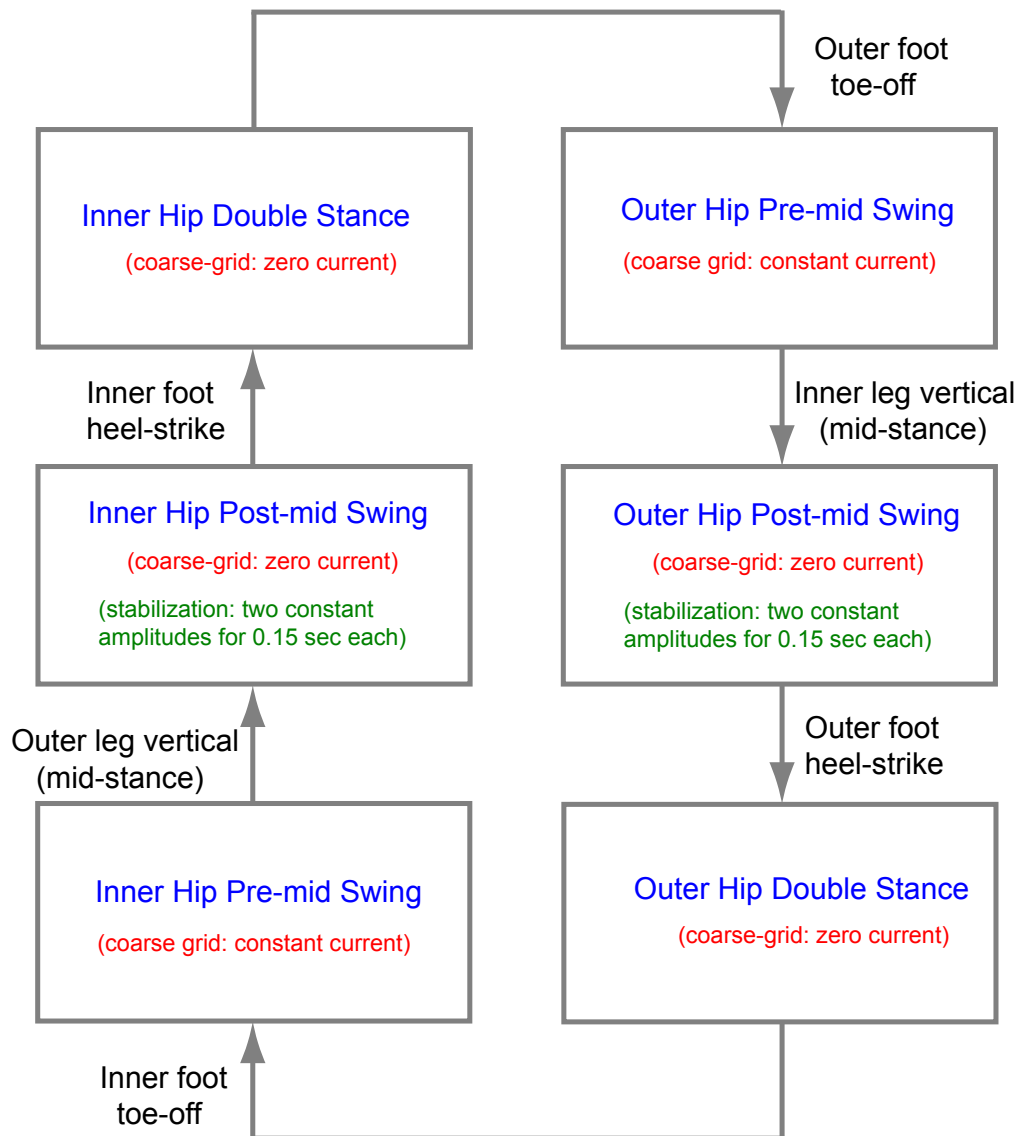 Outer foot
toe-off
Inner Hip Double Stance
(coarse-grid: zero current)
Outer Hip Pre-mid Swing
(coarse grid: constant current)
Inner foot
heel-strike
Inner leg vertical
(mid-stance)
Inner Hip Post-mid Swing
(coarse-grid: zero current)
(stabilization: two constant
amplitudes for 0.15 sec each)
Outer Hip Post-mid Swing
(coarse-grid: zero current)
(stabilization: two constant
amplitudes for 0.15 sec each)
Outer leg vertical
(mid-stance)
Outer foot
heel-strike
Inner Hip Pre-mid Swing
(coarse grid: constant current)
Outer Hip Double Stance
(coarse-grid: zero current)
Inner foot
toe-off